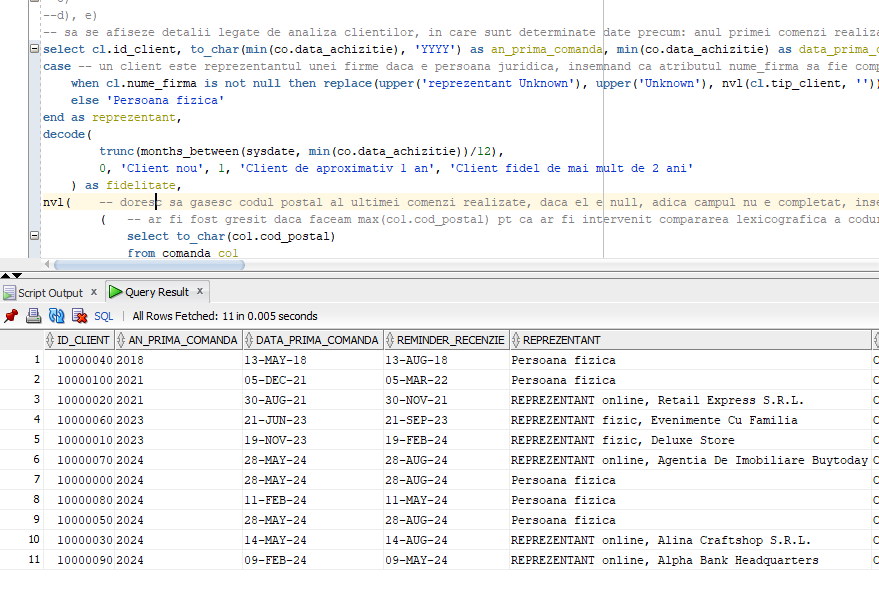 --d), e)
-- sa se afiseze detalii legate de analiza clientilor, in care sunt determinate date precum: anul primei comenzi realiza
select cl.id_client, to_char(min(co.data_achizitie), 'YYYY') as an_prima_comanda, min(co.data_achizitie) as data_prima_c
case -- un client este reprezentantul unei firme daca e persoana juridica, insemnand ca atributul nume_firma sa fie comp
when cl.nume_firma is not null then replace(upper('reprezentant Unknown'), upper('Unknown'), nvl(cl.tip_client, ''))
else 'Persoana fizica'
end as reprezentant,
decode(
trunc(months_between(sysdate, min(co.data_achizitie))/12),
0, 'Client nou', 1, 'Client de aproximativ 1 an', 'Client fidel de mai mult de 2 ani'
) as fidelitate,
nvl( -- doresc sa gasesc codul postal al ultimei comenzi realizate, daca el e null, adica campul nu e completat, inse
( -- ar fi fost gresit daca faceam max(col.cod_postal) pt ca ar fi intervenit compararea lexicografica a codur
select to_char(col.cod_postal)
from comanda col
Script Output x Query Result x
SQL | All Rows Fetched: 11 in 0.005 seconds
ID_CLIENT AN_PRIMA_COMANDA DATA_PRIMA_COMANDA REMINDER_RECENZIE REPREZENTANT
1 10000040 2018 13-MAY-18 13-AUG-18 Persoana fizica
2 10000100 2021 05-DEC-21 05-MAR-22 Persoana fizica
3 10000020 2021 30-AUG-21 30-NOV-21 REPREZENTANT online, Retail Express S.R.L.
4 10000060 2023 21-JUN-23 21-SEP-23 REPREZENTANT fizic, Evenimente Cu Familia
5 10000010 2023 19-NOV-23 19-FEB-24 REPREZENTANT fizic, Deluxe Store
6 10000070 2024 28-MAY-24 28-AUG-24 REPREZENTANT online, Agentia De Imobiliare Buytoday
7 10000000 2024 28-MAY-24 28-AUG-24 Persoana fizica
8 10000080 2024 11-FEB-24 11-MAY-24 Persoana fizica
9 10000050 2024 28-MAY-24 28-AUG-24 Persoana fizica
10 10000030 2024 14-MAY-24 14-AUG-24 REPREZENTANT online, Alina Craftshop S.R.L.
11 10000090 2024 09-FEB-24 09-MAY-24 REPREZENTANT online, Alpha Bank Headquarters